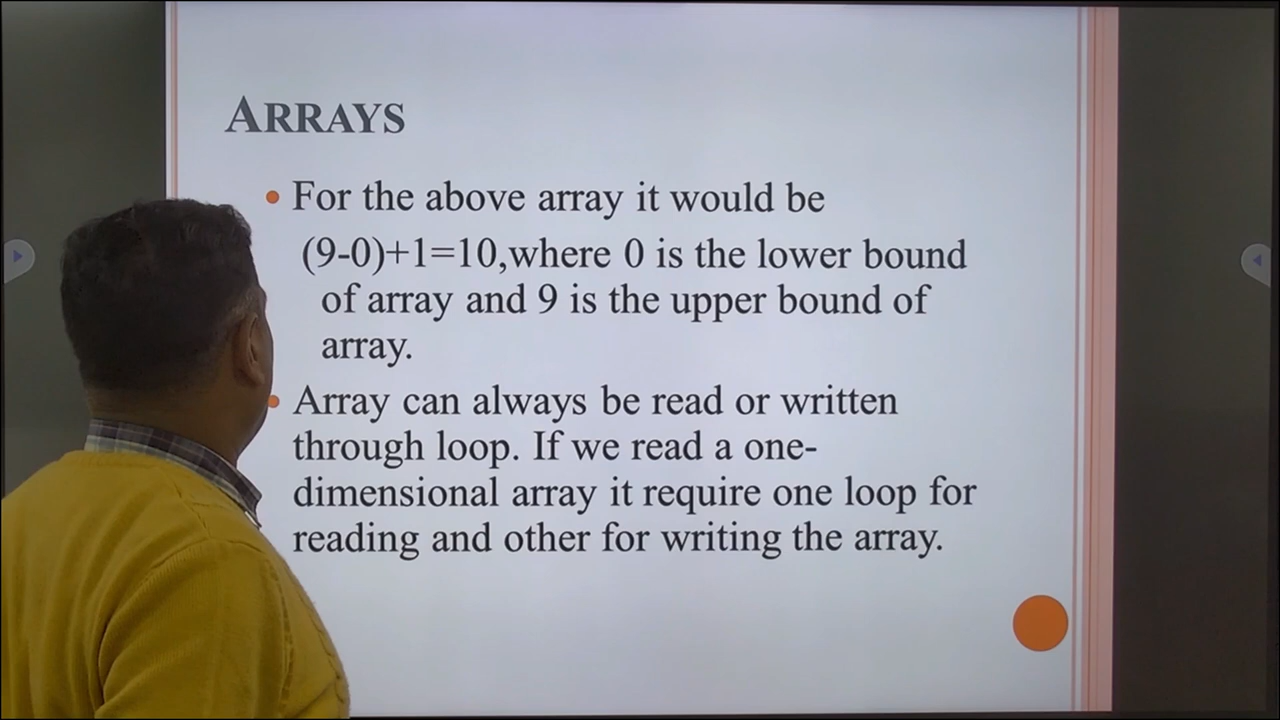 ARRAYS
• For the above array it would be
(9-0)+1=10,where 0 is the lower bound
of array and 9 is the upper bound of
array.
• Array can always be read or written
through loop. If we read a one-
dimensional array it require one loop for
reading and other for writing the array.